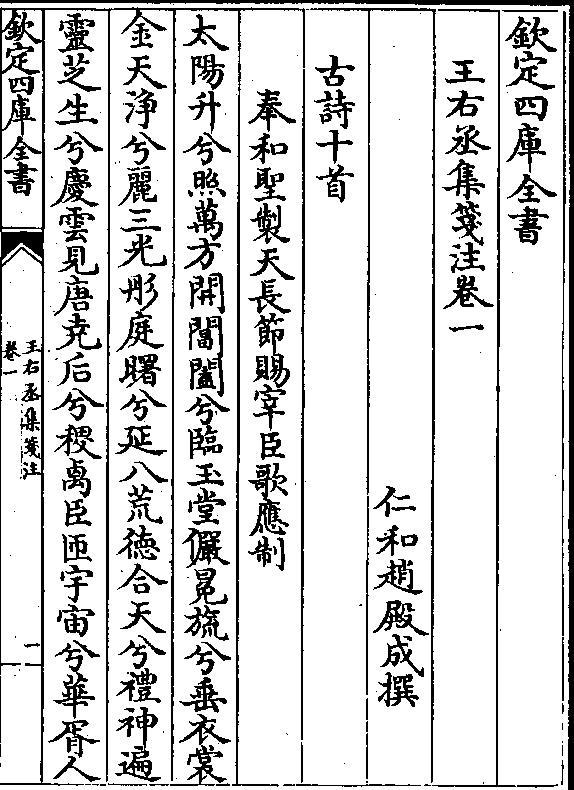 欽定四庫全書
王右丞集箋注卷一
仁和趙殿成撰
古詩十首
奉和聖製天長節賜宰臣歌應制
太陽升兮照萬方開閶闔兮臨玉堂儼冕旒兮垂衣裳
金天淨兮麗三光彤庭曙兮延八荒德合天兮禮神遍
靈芝生兮慶雲見唐堯后兮稷卨臣匝宇宙兮華胥人
欽定四庫全書
王右丞集箋注
卷一
一